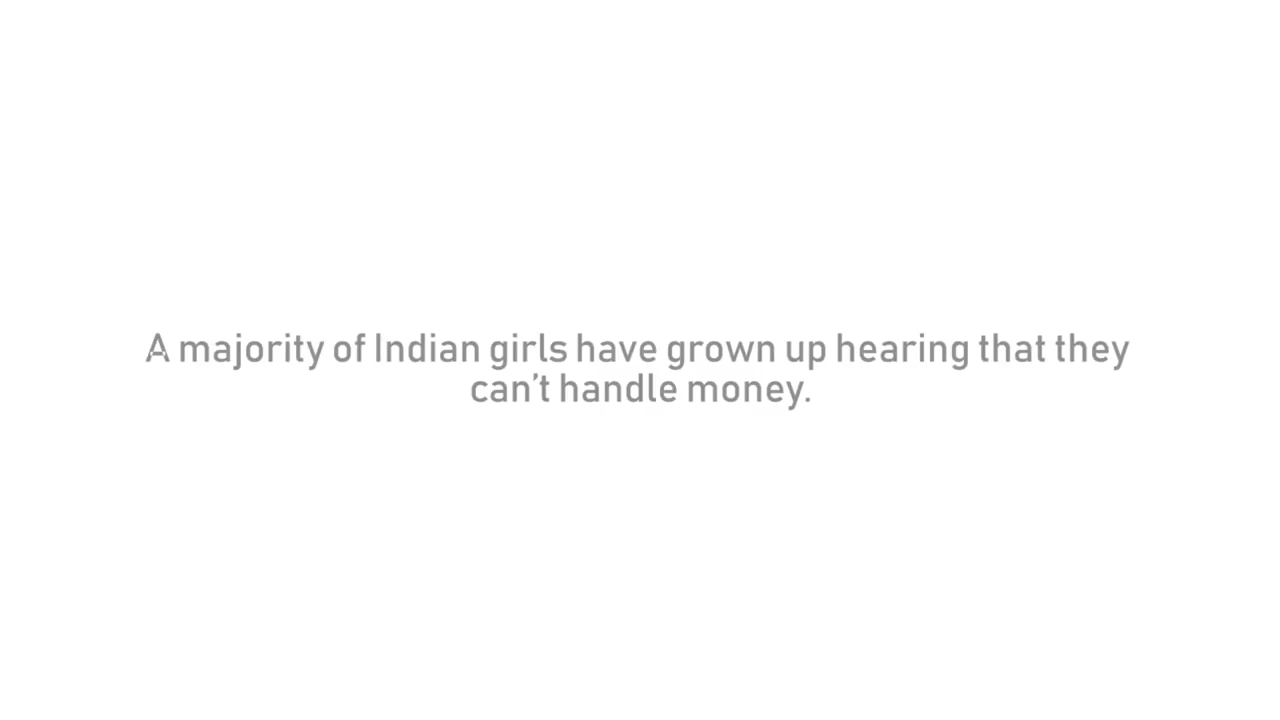 A majority of Indian girls have grown up hearing that they
can’t handle money.